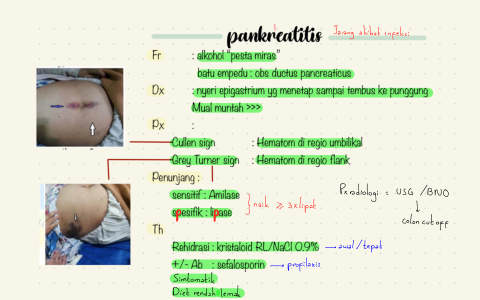 pankreatitis
Jarang akibat infeksi
Fr : alkohol "pesta miras"
batu empedu : obs ductus pancreaticus
Dx : nyeri epigastrium yg menetap sampai tembus ke punggung
Mual muntah >>>
Px :
Cullen sign : Hematom di regio umbilikal
Grey Turner sign : Hematom di regio flank
Penunjang :
sensitif : Amilase
spesifik : lipase
naik ≥ 3x lipat
Px radiologi = USG / BNO
↓
colon cut off
Th
Rehidrasi : kristaloid RL/NaCl 0.9% → awal/tepat
+/- Ab : sefalosporin → profilaxis
Simtomatik
Diet rendah lemak